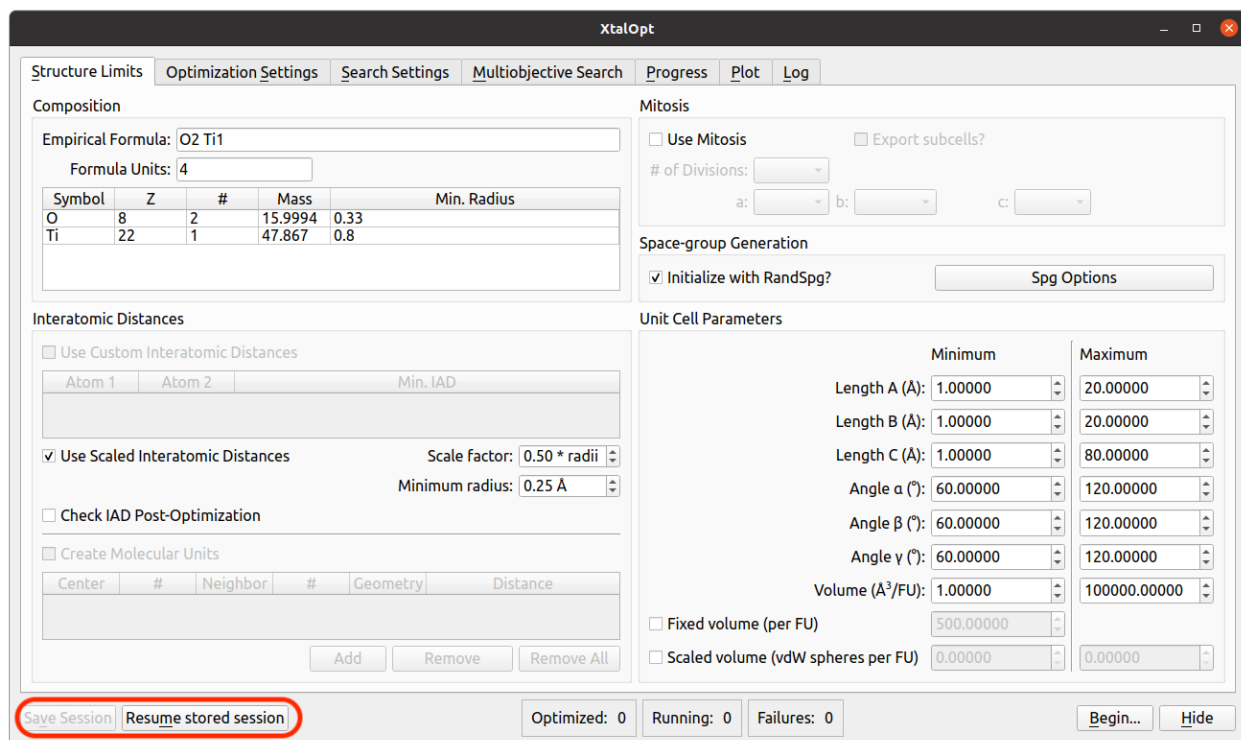 XtalOpt
Structure Limits Optimization Settings Search Settings Multiobjective Search Progress Plot Log
Composition
Empirical Formula: O2 Ti1
Formula Units: 4
Symbol Z # Mass Min. Radius
O 8 2 15.9994 0.33
Ti 22 1 47.867 0.8
Interatomic Distances
Use Custom Interatomic Distances
Atom 1 Atom 2 Min. IAD
Use Scaled Interatomic Distances Scale factor: 0.50 * radii
Minimum radius: 0.25 Å
Check IAD Post-Optimization
Create Molecular Units
Center # Neighbor # Geometry Distance
Add Remove Remove All
Mitosis
Use Mitosis Export subcells?
# of Divisions:
a: b: c:
Space-group Generation
Initialize with RandSpg? Spg Options
Unit Cell Parameters
Minimum Maximum
Length A (Å): 1.00000 20.00000
Length B (Å): 1.00000 20.00000
Length C (Å): 1.00000 80.00000
Angle α (°): 60.00000 120.00000
Angle β (°): 60.00000 120.00000
Angle γ (°): 60.00000 120.00000
Volume (Å³/FU): 1.00000 100000.00000
Fixed volume (per FU) 500.00000
Scaled volume (vdW spheres per FU) 0.00000 0.00000
Save Session Resume stored session Optimized: 0 Running: 0 Failures: 0 Begin... Hide